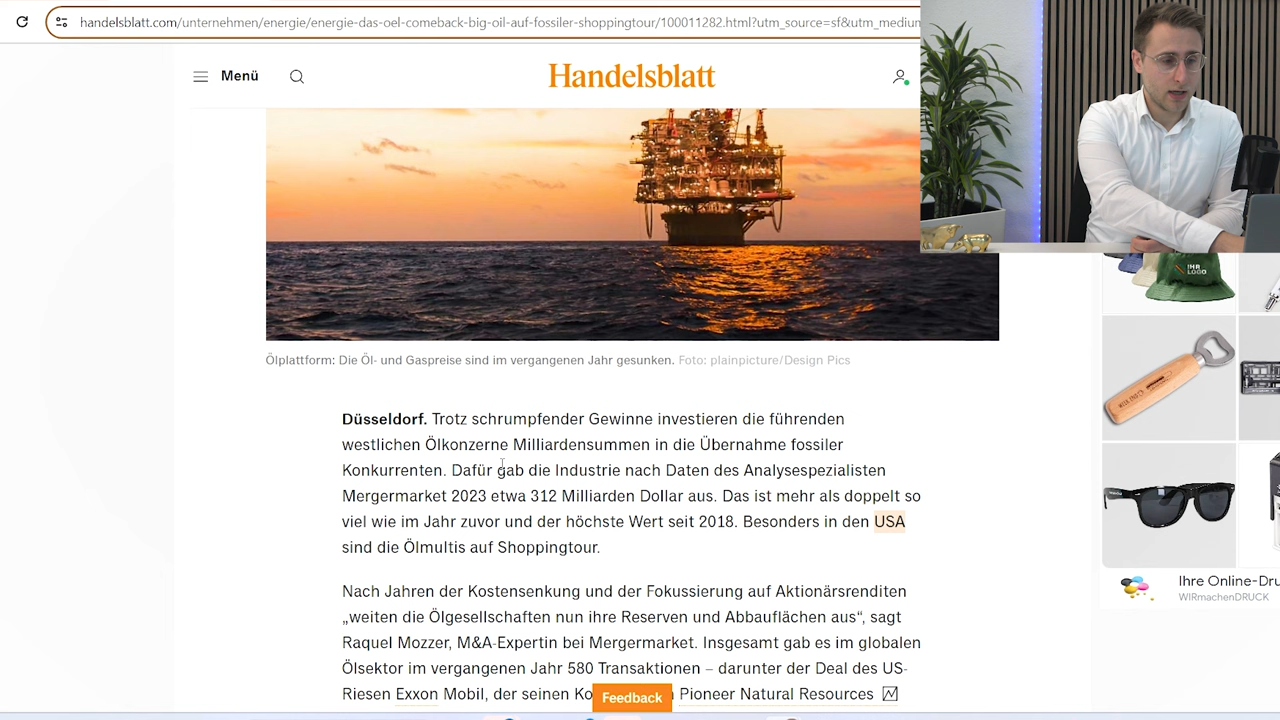 handelsblatt.com/unternehmen/energie/energie-das-oel-comeback-big-oil-auf-fossiler-shoppingtour/100011282.html?utm_source=sf&utm_medium
Menü
Handelsblatt
IHR
LOGO
Ölplattform: Die Öl- und Gaspreise sind im vergangenen Jahr gesunken. Foto: plainpicture/Design Pics
Düsseldorf. Trotz schrumpfender Gewinne investieren die führenden
westlichen Ölkonzerne Milliardensummen in die Übernahme fossiler
Konkurrenten. Dafür gab die Industrie nach Daten des Analysespezialisten
Mergermarket 2023 etwa 312 Milliarden Dollar aus. Das ist mehr als doppelt so
viel wie im Jahr zuvor und der höchste Wert seit 2018. Besonders in den USA
sind die Ölmultis auf Shoppingtour.
Nach Jahren der Kostensenkung und der Fokussierung auf Aktionärsrenditen
„weiten die Ölgesellschaften nun ihre Reserven und Abbauflächen aus“, sagt
Raquel Mozzer, M&A-Expertin bei Mergermarket. Insgesamt gab es im globalen
Ölsektor im vergangenen Jahr 580 Transaktionen – darunter der Deal des US-
Riesen Exxon Mobil, der seinen Ko
Feedback
Pioneer Natural Resources
Ihre Online-Dru
WIRmachenDRUCK